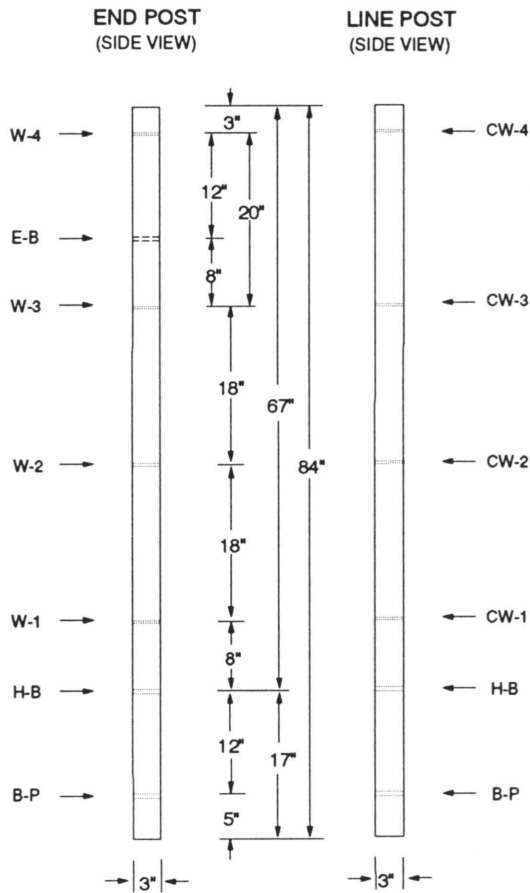 END POST
(SIDE VIEW)
LINE POST
(SIDE VIEW)
W-4
3"
CW-4
12"
20"
E-B
8"
W-3
CW-3
18"
67"
W-2
84"
CW-2
18"
W-1
CW-1
8"
H-B
H-B
12"
17"
B-P
B-P
5"
3"
3"